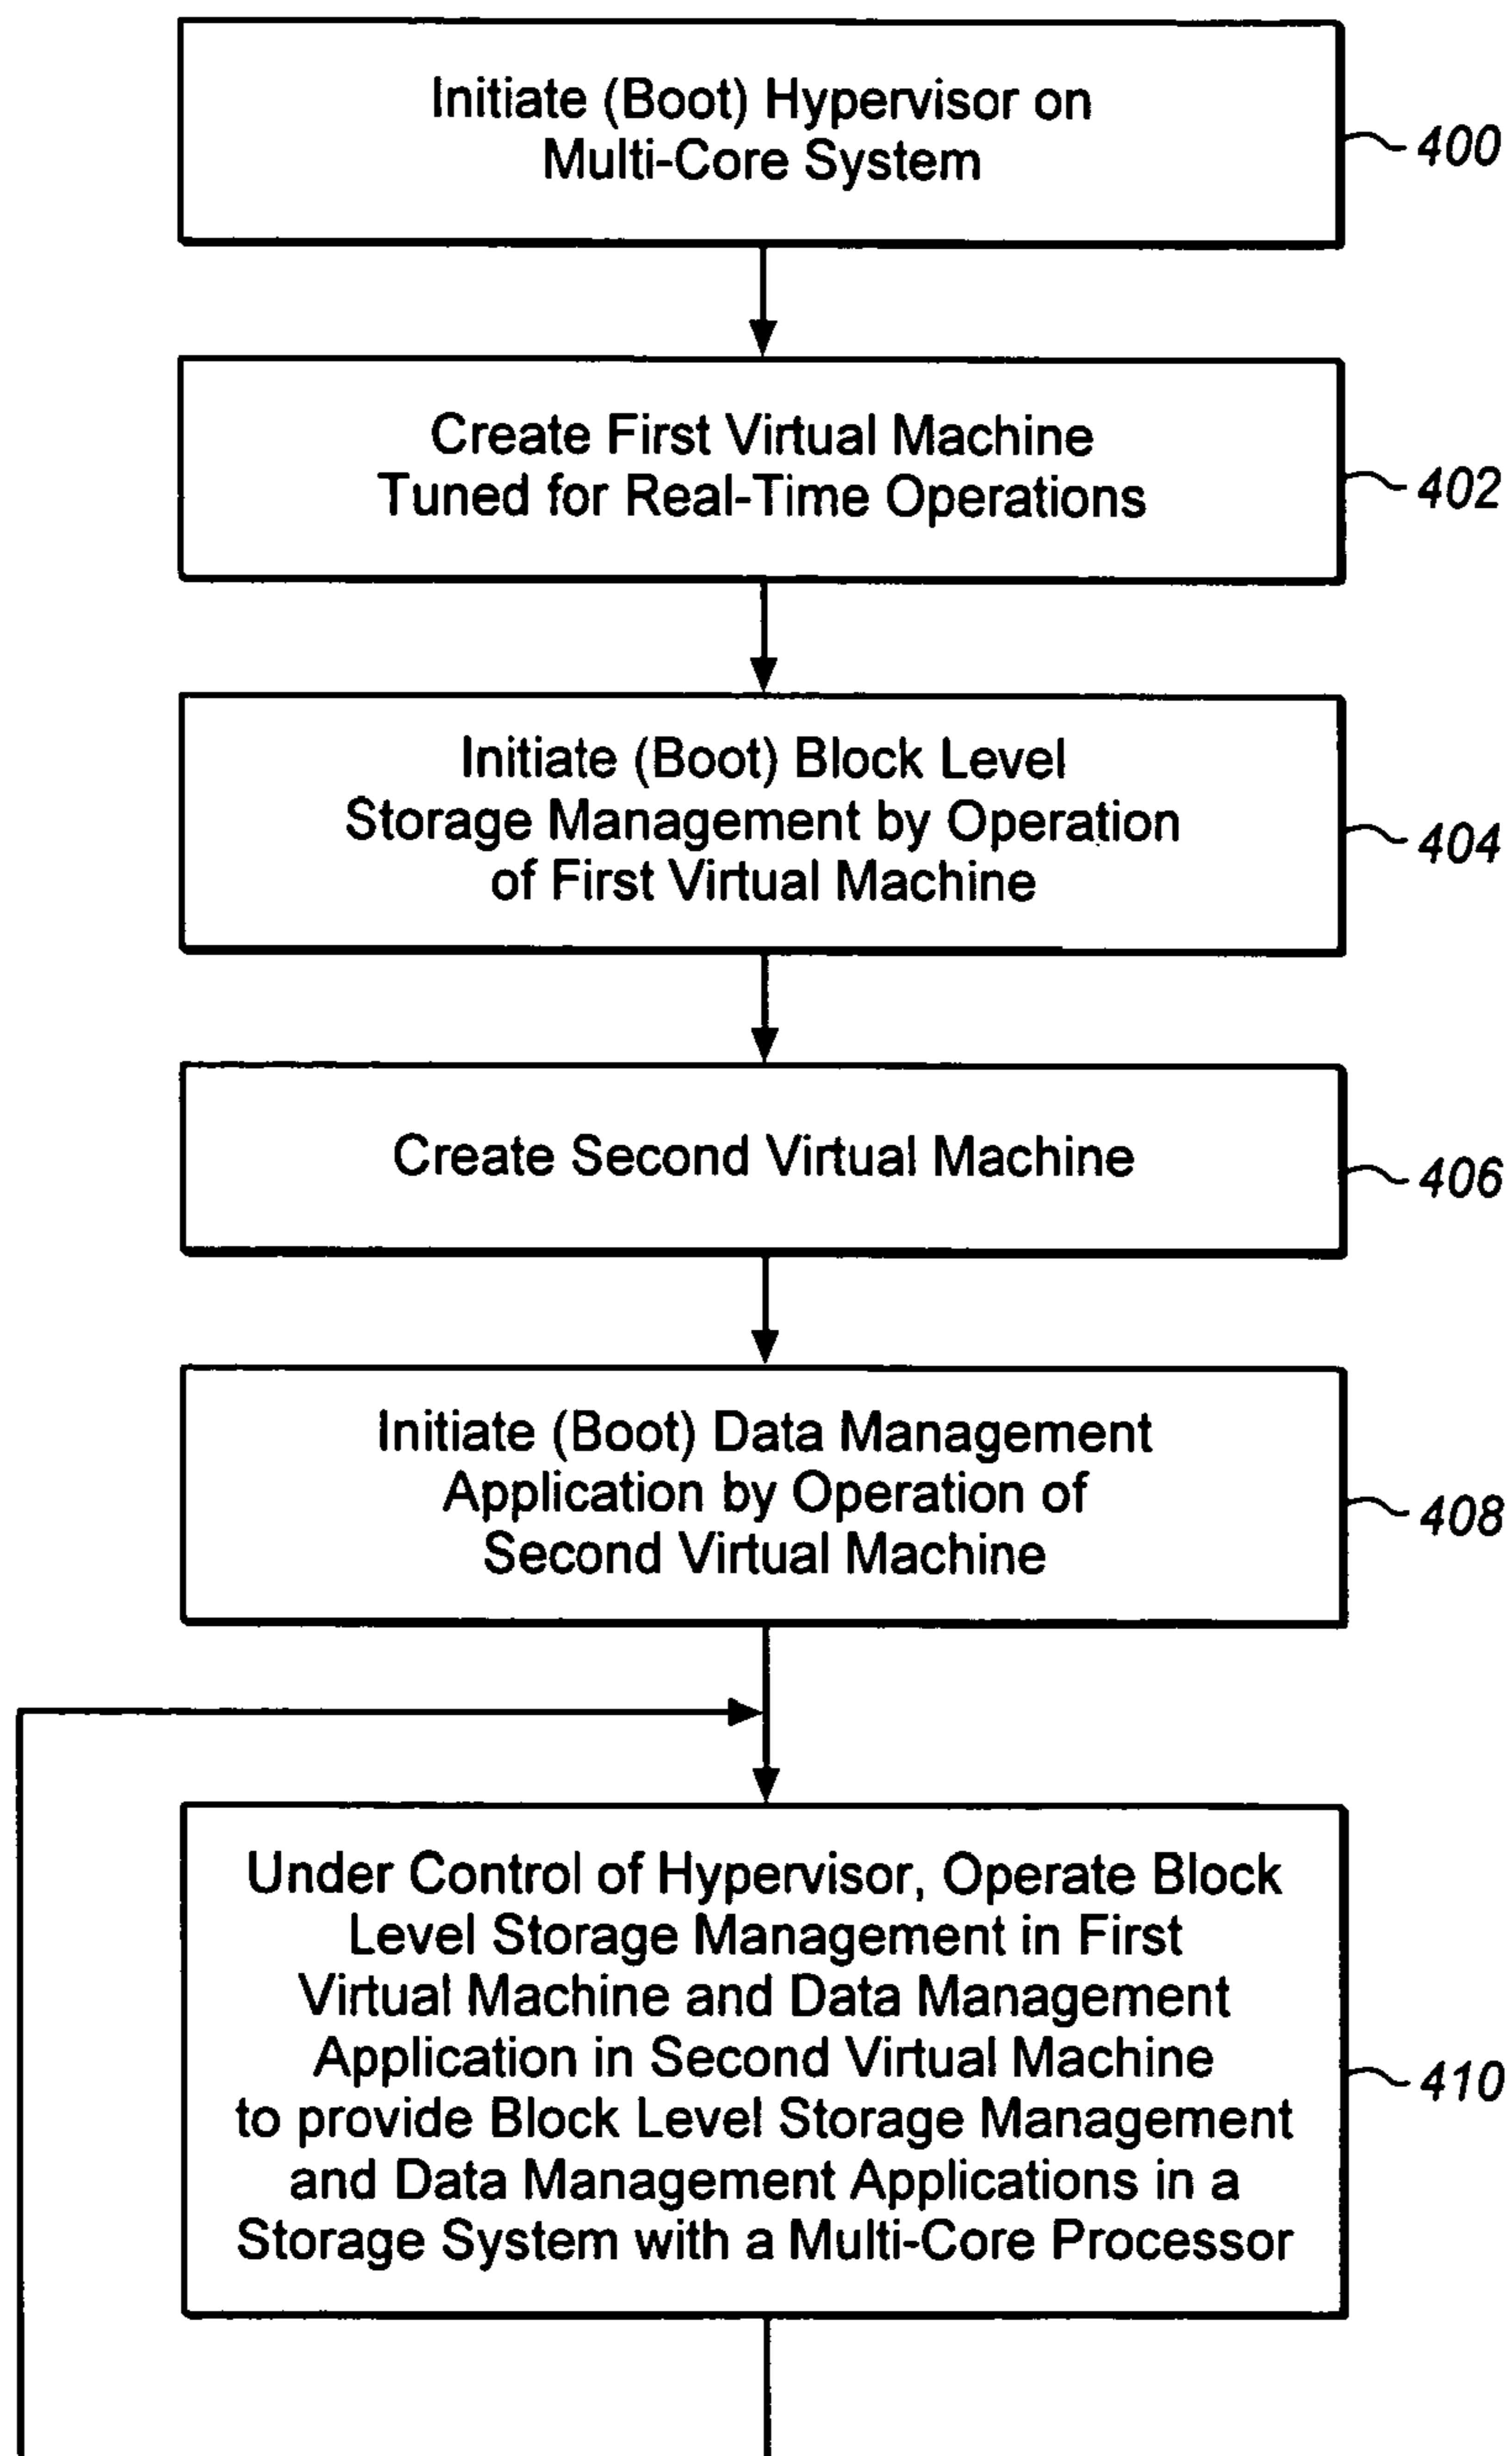 Initiate (Boot) Hypervisor on
Multi-Core System
400
Create First Virtual Machine
Tuned for Real-Time Operations
402
Initiate (Boot) Block Level
Storage Management by Operation
of First Virtual Machine
404
Create Second Virtual Machine
406
Initiate (Boot) Data Management
Application by Operation of
Second Virtual Machine
408
Under Control of Hypervisor, Operate Block
Level Storage Management in First
Virtual Machine and Data Management
Application in Second Virtual Machine
to provide Block Level Storage Management
and Data Management Applications in a
Storage System with a Multi-Core Processor
410